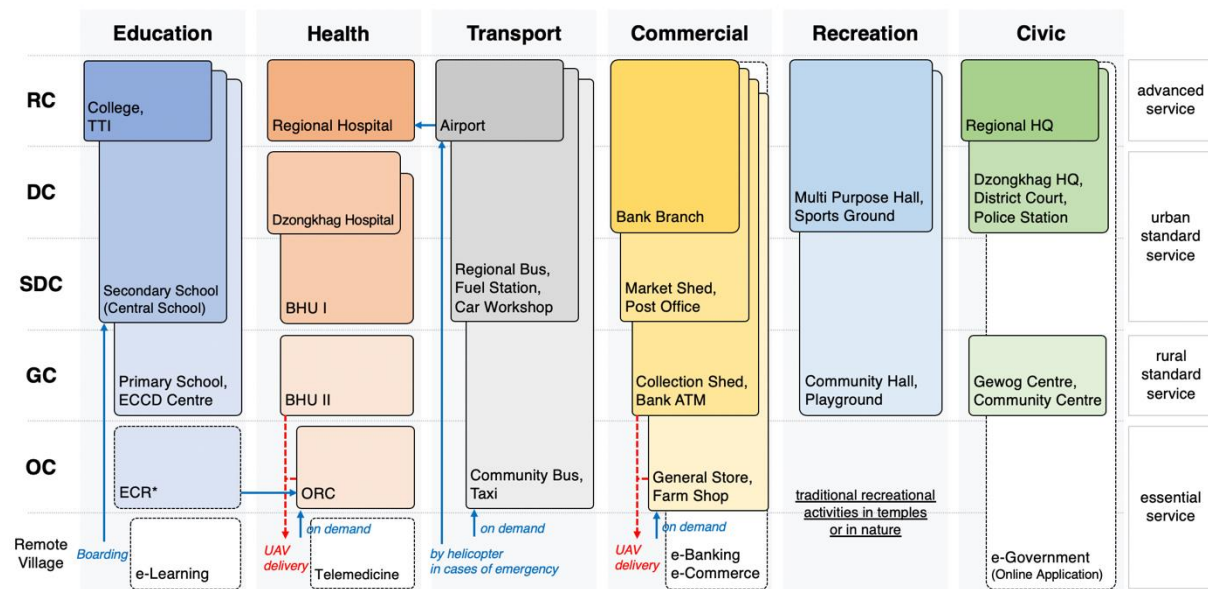 Education
Health
Transport
Commercial
Recreation
Civic
RC
College,
TTI
Regional Hospital
Airport
Regional HQ
advanced
service
DC
Dzongkhag Hospital
Bank Branch
Multi Purpose Hall,
Sports Ground
Dzongkhag HQ,
District Court,
Police Station
urban
standard
service
SDC
Secondary School
(Central School)
BHU I
Regional Bus,
Fuel Station,
Car Workshop
Market Shed,
Post Office
GC
Primary School,
ECCD Centre
BHU II
Collection Shed,
Bank ATM
Community Hall,
Playground
Gewog Centre,
Community Centre
rural
standard
service
OC
ECR*
ORC
Community Bus,
Taxi
General Store,
Farm Shop
traditional recreational
activities in temples
or in nature
essential
service
Remote
Village
Boarding
e-Learning
UAV
delivery
on demand
Telemedicine
by helicopter
in cases of emergency
on demand
UAV
delivery
on demand
e-Banking
e-Commerce
e-Government
(Online Application)